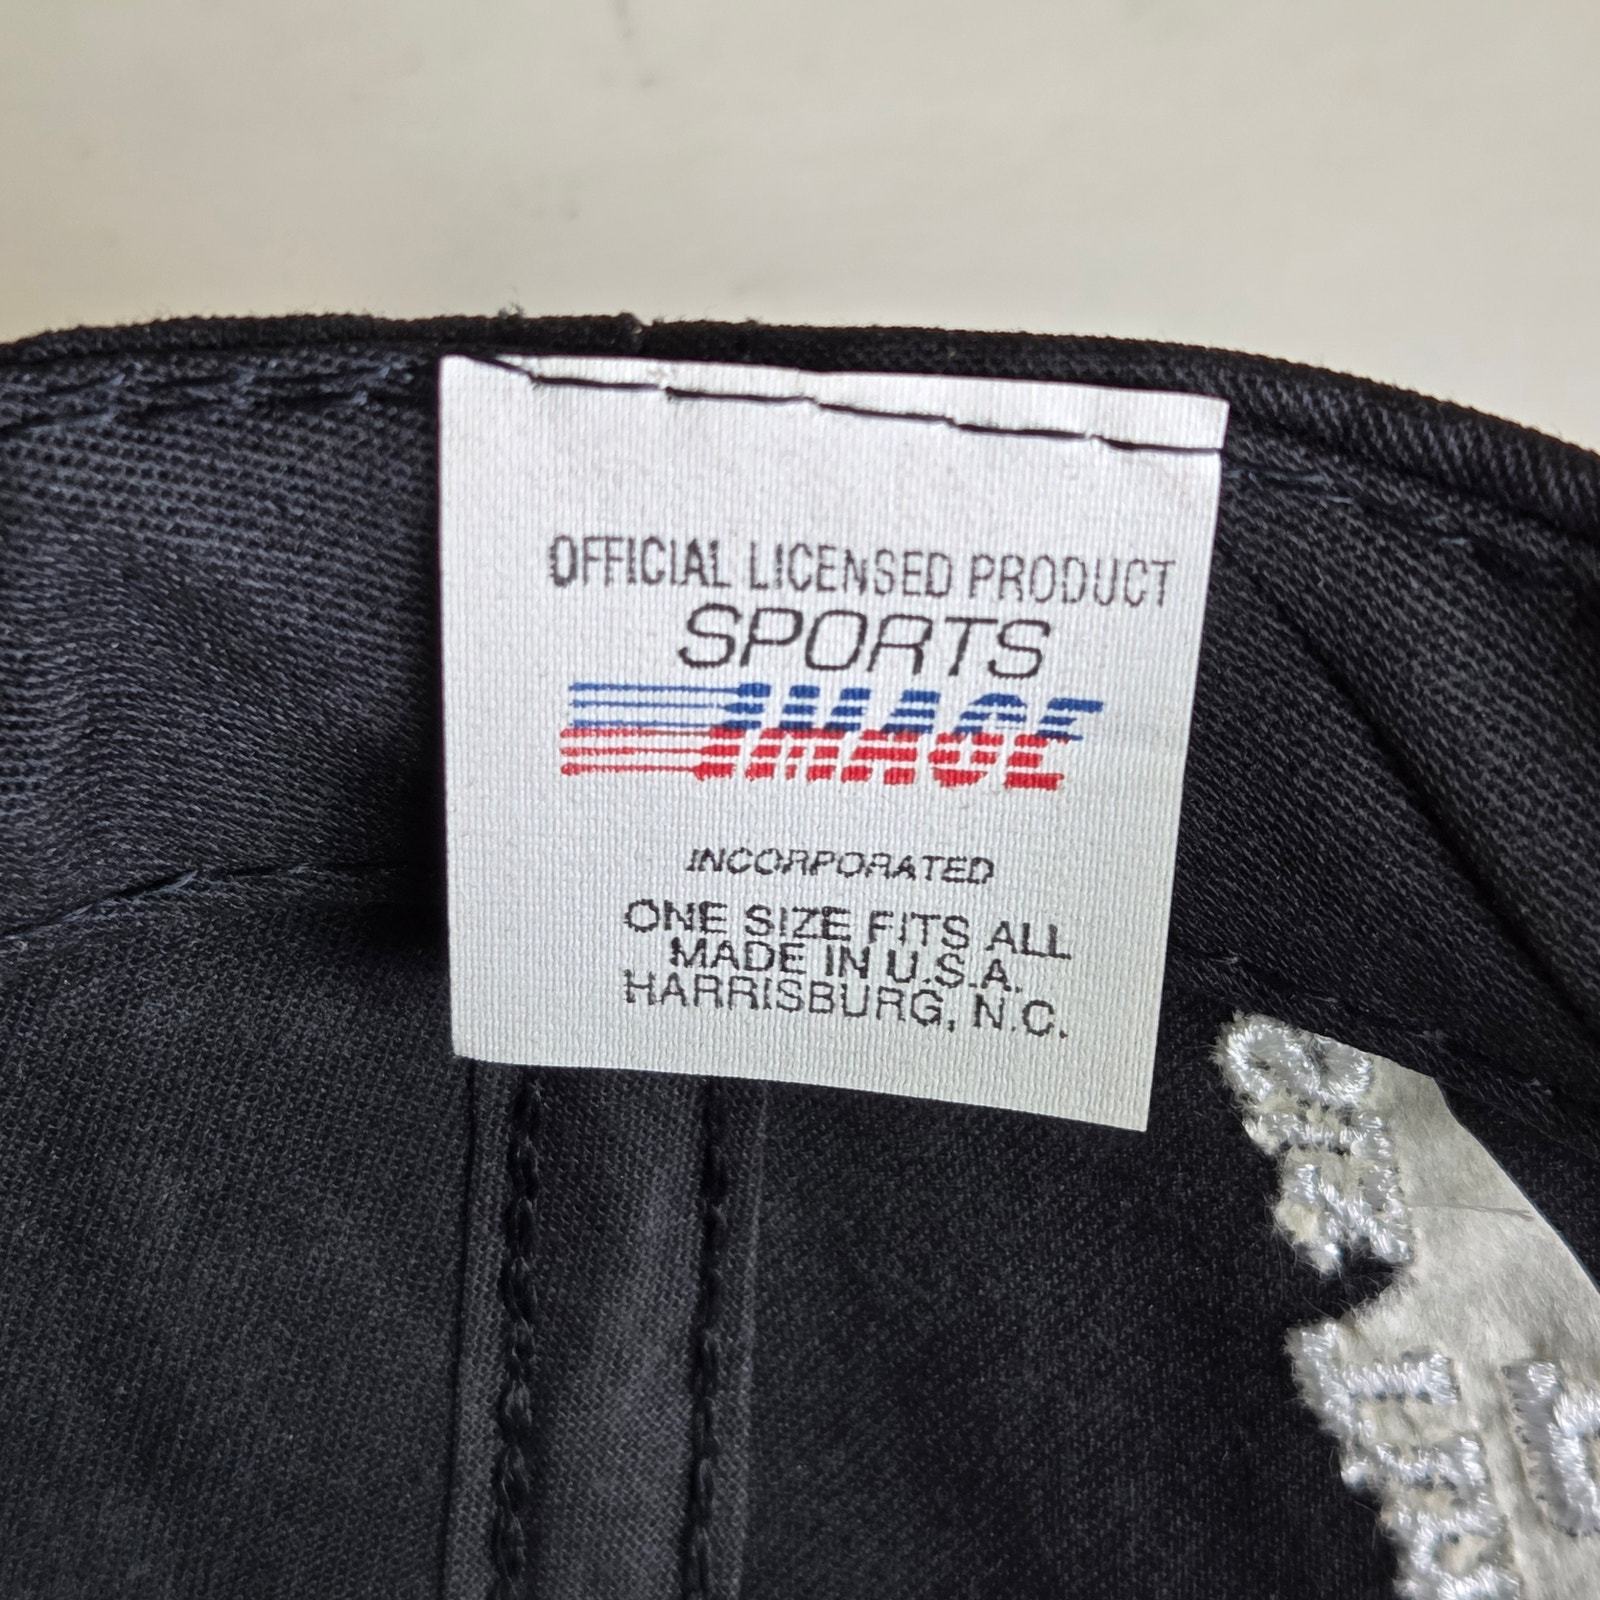 OFFICIAL LICENSED PRODUCT
SPORTS
IMAGE
INCORPORATED
ONE SIZE FITS ALL
MADE IN U.S.A.
HARRISBURG, N.C.